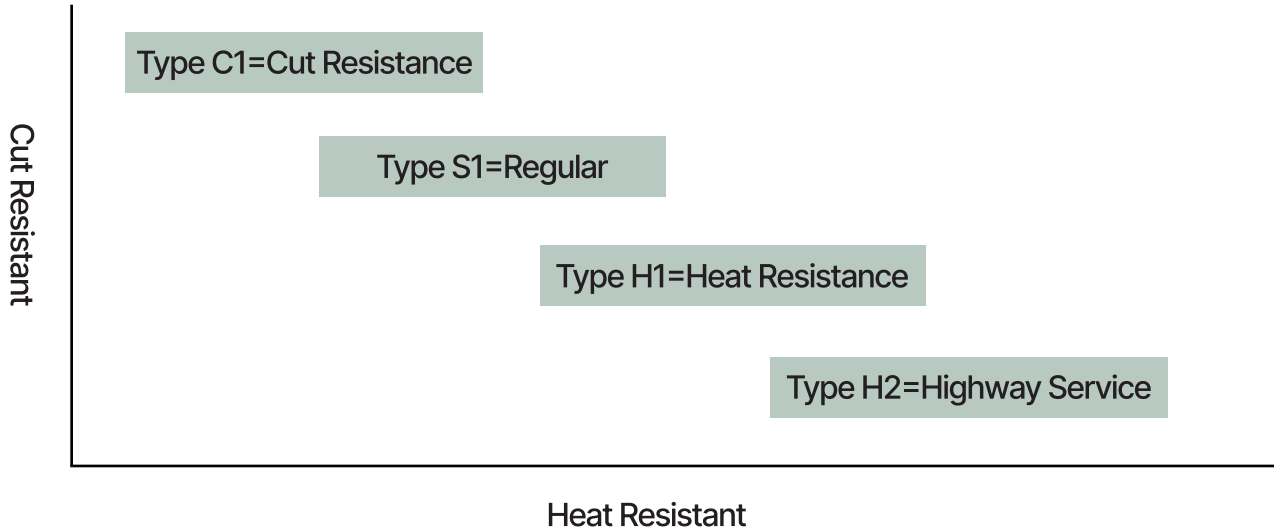 Type C1=Cut Resistance
Cut Resistant
Type S1=Regular
Type H1=Heat Resistance
Type H2=Highway Service
Heat Resistant